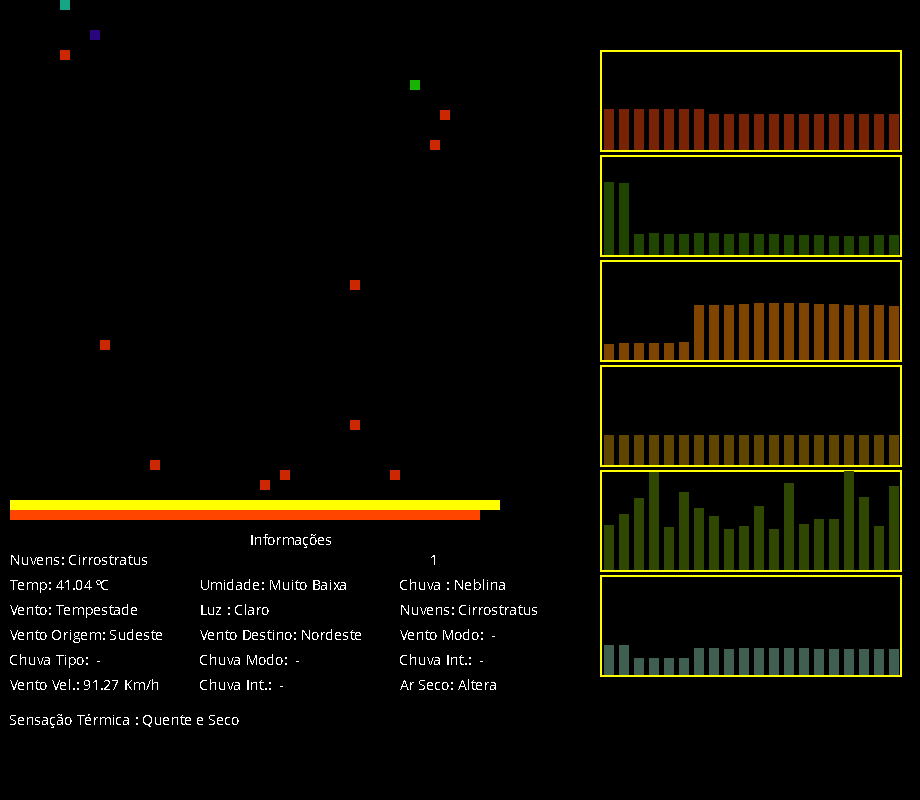 Informações
Nuvens: Cirrostratus 1
Temp: 41.04 ºC Umidade: Muito Baixa Chuva : Neblina
Vento: Tempestade Luz : Claro Nuvens: Cirrostratus
Vento Origem: Sudeste Vento Destino: Nordeste Vento Modo: -
Chuva Tipo: - Chuva Modo: - Chuva Int.: -
Vento Vel.: 91.27 Km/h Chuva Int.: - Ar Seco: Altera
Sensação Térmica : Quente e Seco